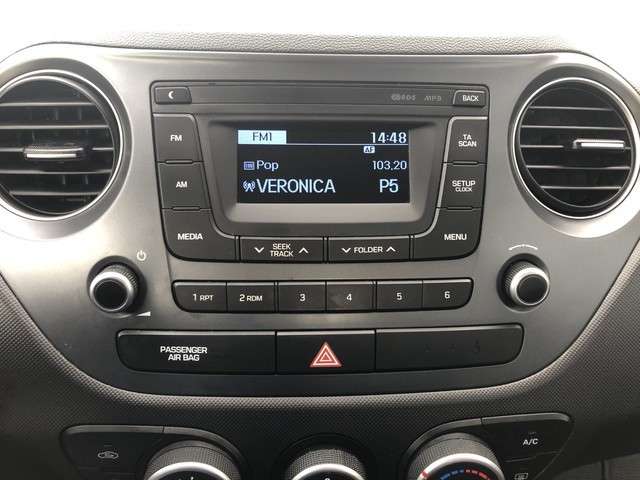 RDS MP3 BACK
FM
FM1 14:48
TA
SCAN
AF
Pop 103,20
AM
VERONICA P5
SETUP
CLOCK
MEDIA
SEEK
TRACK
FOLDER
MENU
1 RPT 2 RDM 3 4 5 6
PASSENGER
AIR BAG
A/C